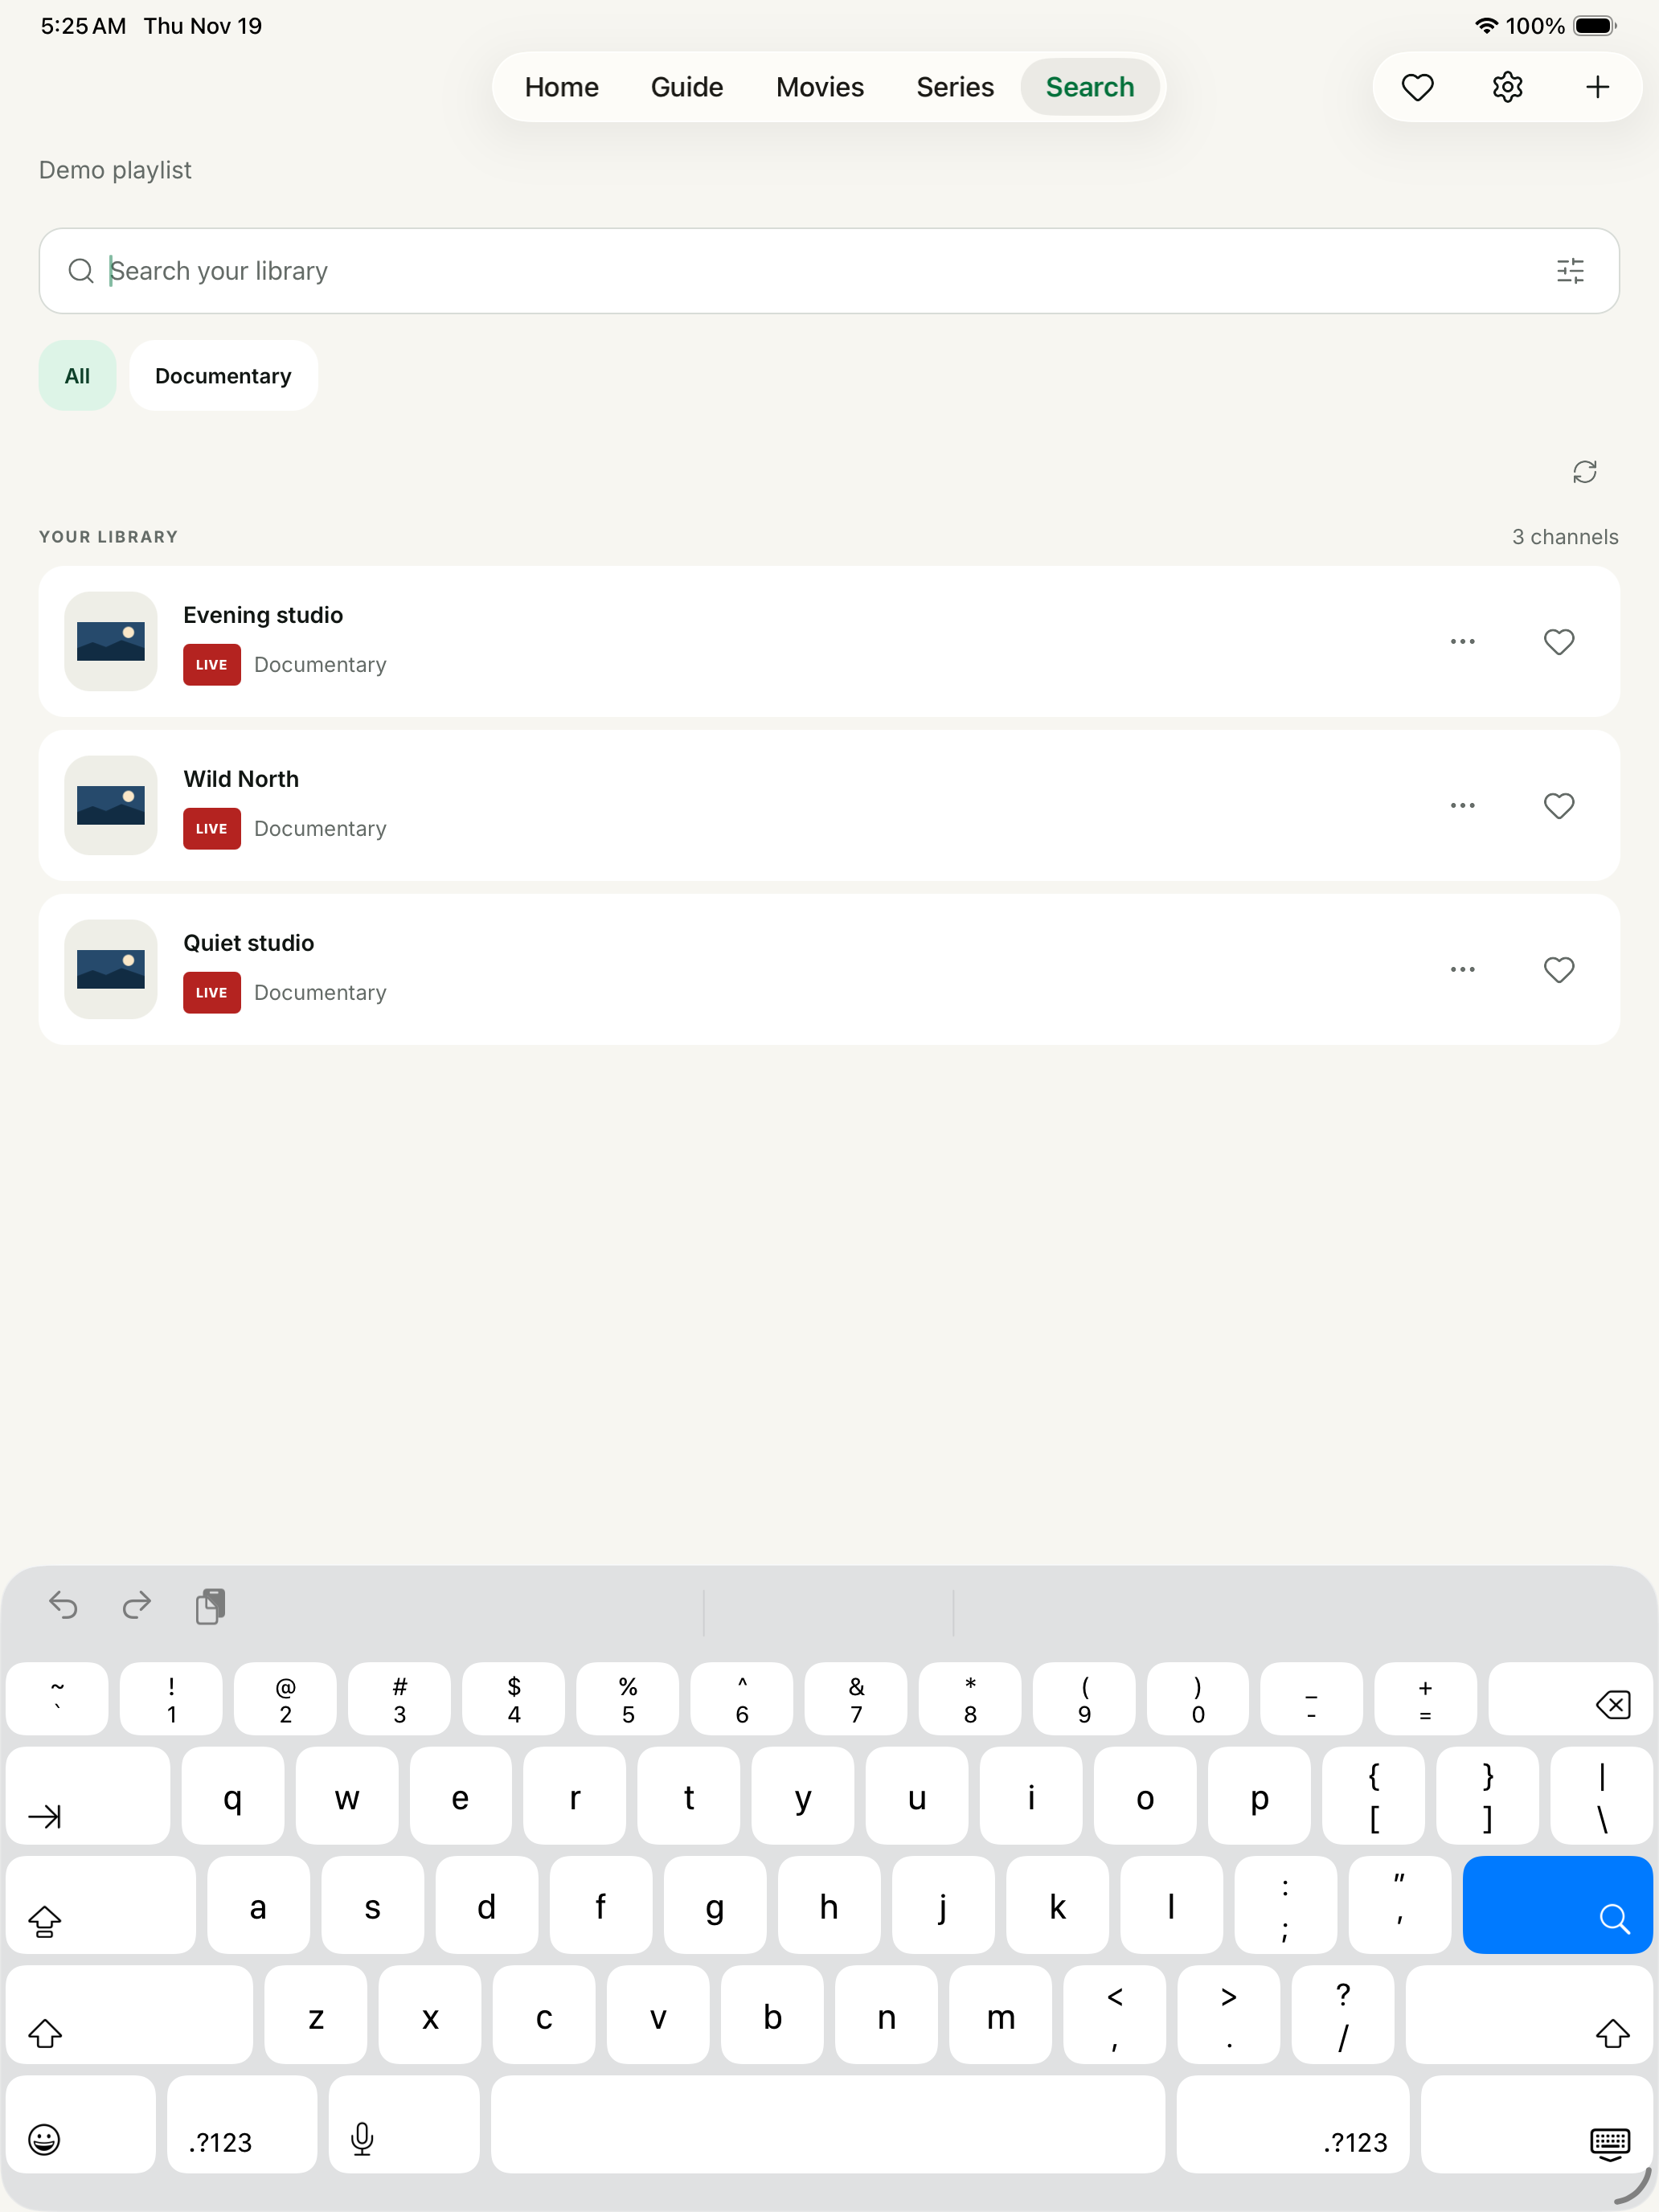 5:25 AM Thu Nov 19
100%
Home Guide Movies Series Search
Demo playlist
Search your library
All Documentary
YOUR LIBRARY 3 channels
Evening studio
LIVE Documentary
Wild North
LIVE Documentary
Quiet studio
LIVE Documentary
~ ! @ # $ % ^ & * ( ) _ +
` 1 2 3 4 5 6 7 8 9 0 - =
q w e r t y u i o p { } |
[ ] \
a s d f g h j k l : "
; '
z x c v b n m < > ?
, . /
.?123 .?123